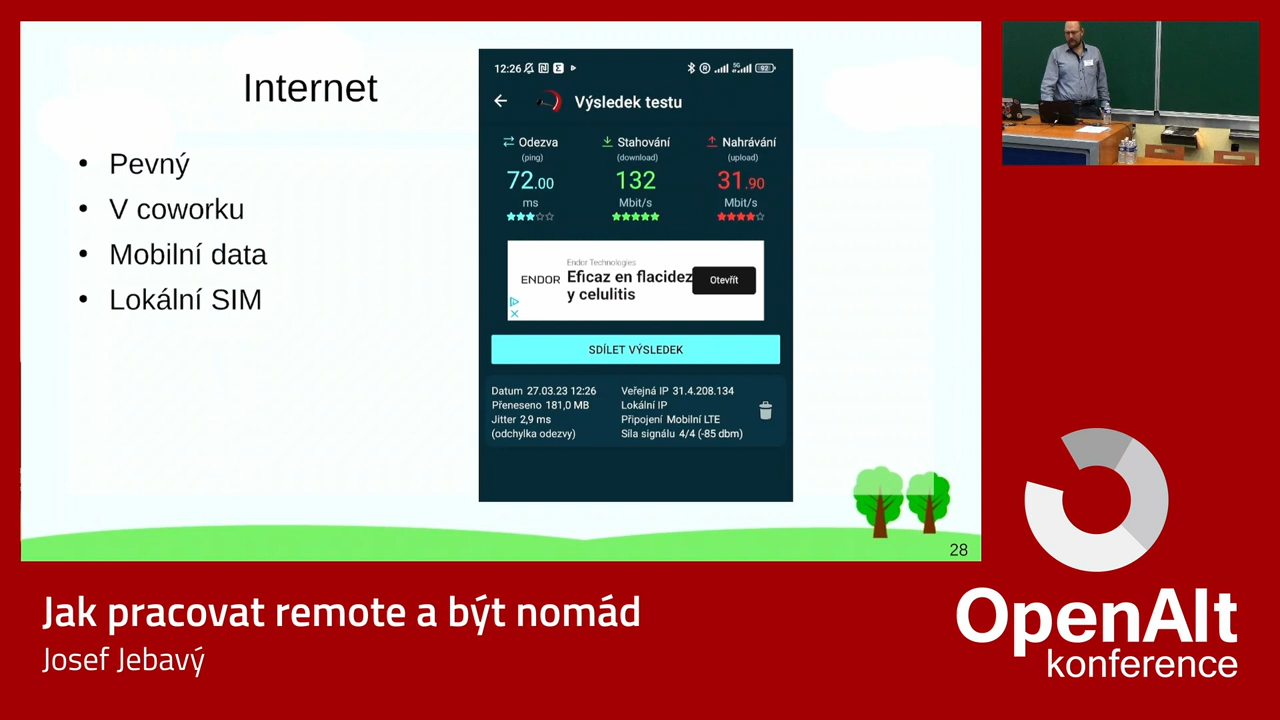 Internet
Pevný
V coworku
Mobilní data
Lokální SIM
12:26
5G
92
Výsledek testu
Odezva
(ping)
72.00
ms
Stahování
(download)
132
Mbit/s
Nahrávání
(upload)
31.90
Mbit/s
Endor Technologies
ENDOR
Eficaz en flacidez
y celulitis
Otevřít
SDÍLET VÝSLEDEK
Datum 27.03.23 12:26
Přeneseno 181,0 MB
Jitter 2,9 ms
(odchylka odezvy)
Veřejná IP 31.4.208.134
Lokální IP
Připojení Mobilní LTE
Síla signálu 4/4 (-85 dbm)
28
Jak pracovat remote a být nomád
Josef Jebavý
OpenAlt
konference